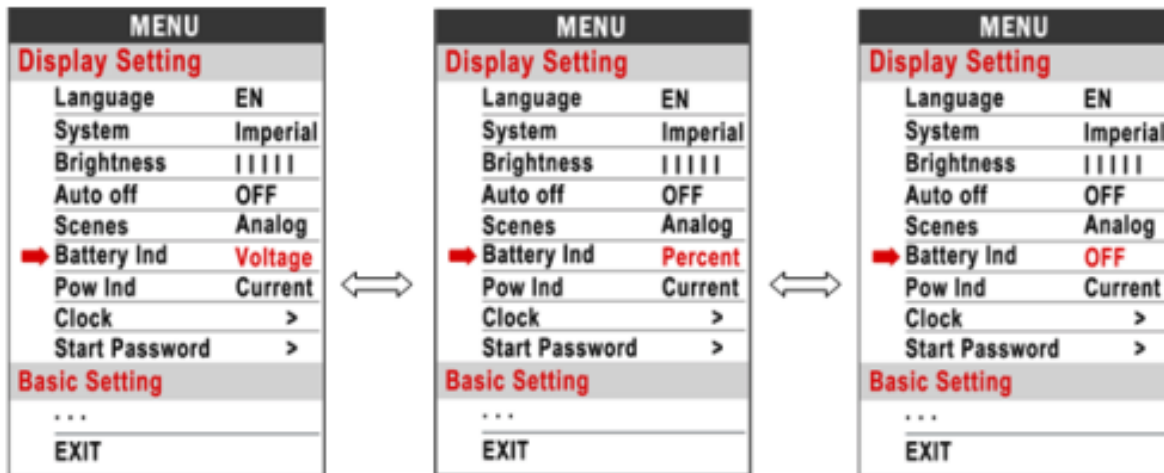 MENU
Display Setting
Language EN
System Imperial
Brightness | | | | |
Auto off OFF
Scenes Analog
Battery Ind Voltage
Pow Ind Current
Clock >
Start Password >
Basic Setting
. . .
EXIT
MENU
Display Setting
Language EN
System Imperial
Brightness | | | | |
Auto off OFF
Scenes Analog
Battery Ind Percent
Pow Ind Current
Clock >
Start Password >
Basic Setting
. . .
EXIT
MENU
Display Setting
Language EN
System Imperial
Brightness | | | | |
Auto off OFF
Scenes Analog
Battery Ind OFF
Pow Ind Current
Clock >
Start Password >
Basic Setting
. . .
EXIT